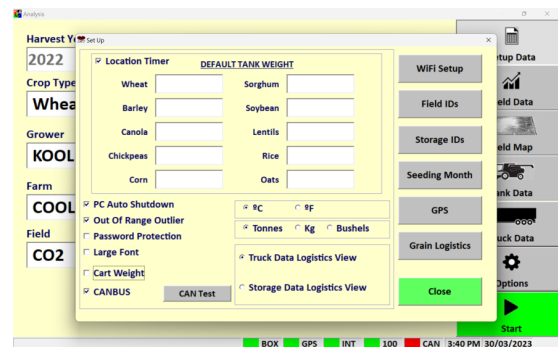 Analysis
Harvest Ye
2022
Crop Type
Whea
Grower
KOOL
Farm
COOL
Field
CO2
Set Up
Location Timer
DEFAULT TANK WEIGHT
Wheat Sorghum
Barley Soybean
Canola Lentils
Chickpeas Rice
Corn Oats
PC Auto Shutdown
Out Of Range Outlier
Password Protection
Large Font
Cart Weight
CANBUS
CAN Test
ºC ºF
Tonnes Kg Bushels
Truck Data Logistics View
Storage Data Logistics View
WiFi Setup
Field IDs
Storage IDs
Seeding Month
GPS
Grain Logistics
Close
tup Data
eld Data
eld Map
ank Data
uck Data
Options
Start
BOX GPS INT 100 CAN 3:40 PM 30/03/2023